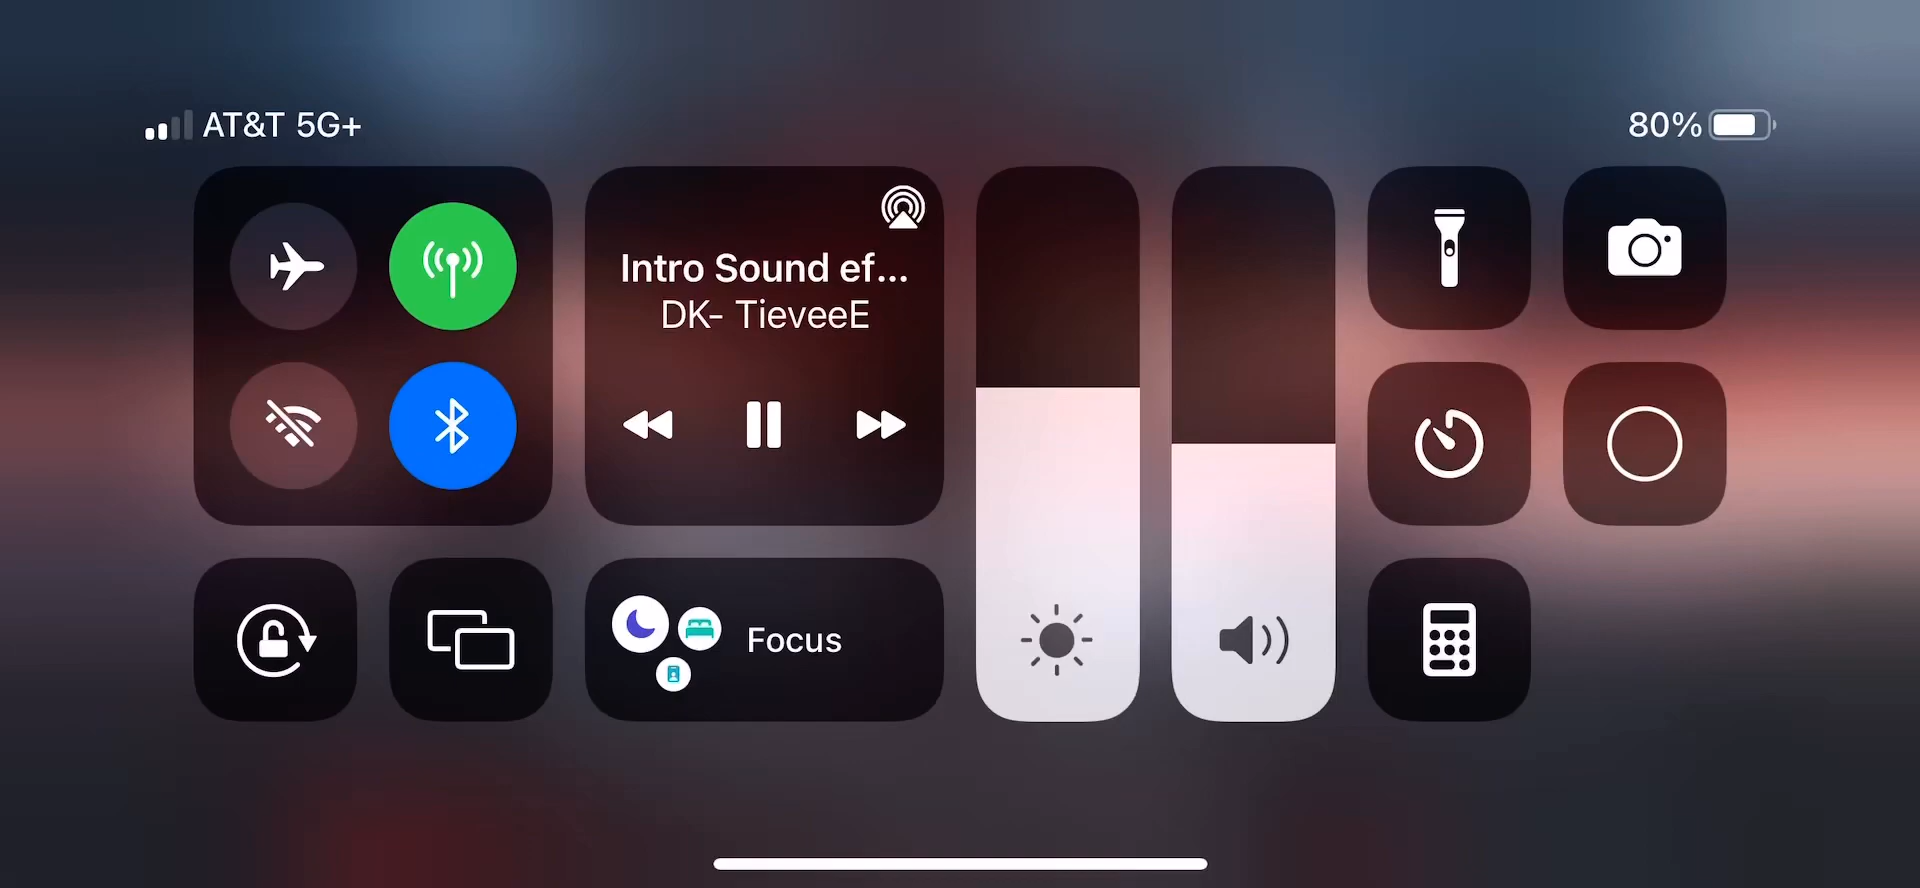 AT&T 5G+
80%
Intro Sound ef...
DK- TieveeE
Focus